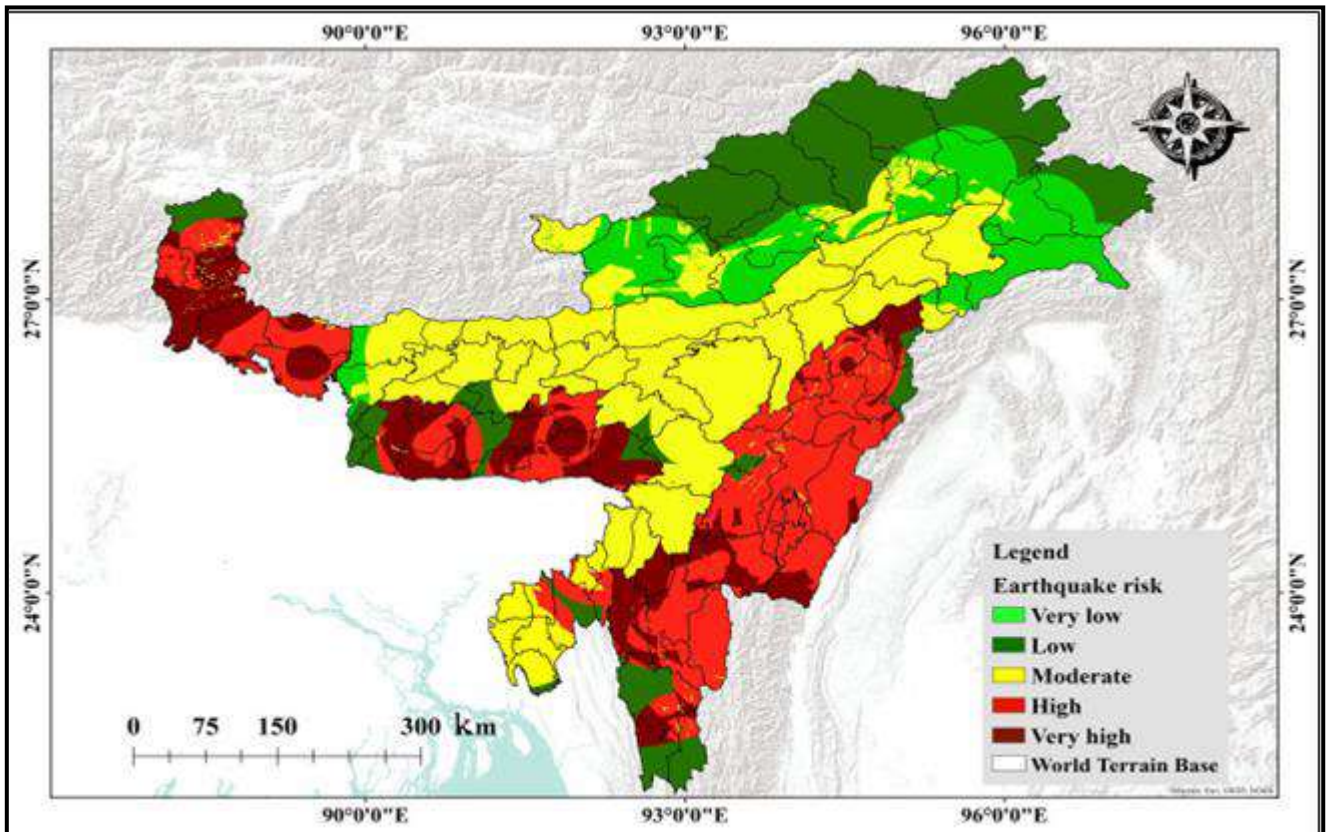 90°0'0"E 93°0'0"E 96°0'0"E
27°0'0"N 27°0'0"N
24°0'0"N 24°0'0"N
Legend
Earthquake risk
Very low
Low
Moderate
High
Very high
World Terrain Base
0 75 150 300 km
90°0'0"E 93°0'0"E 96°0'0"E